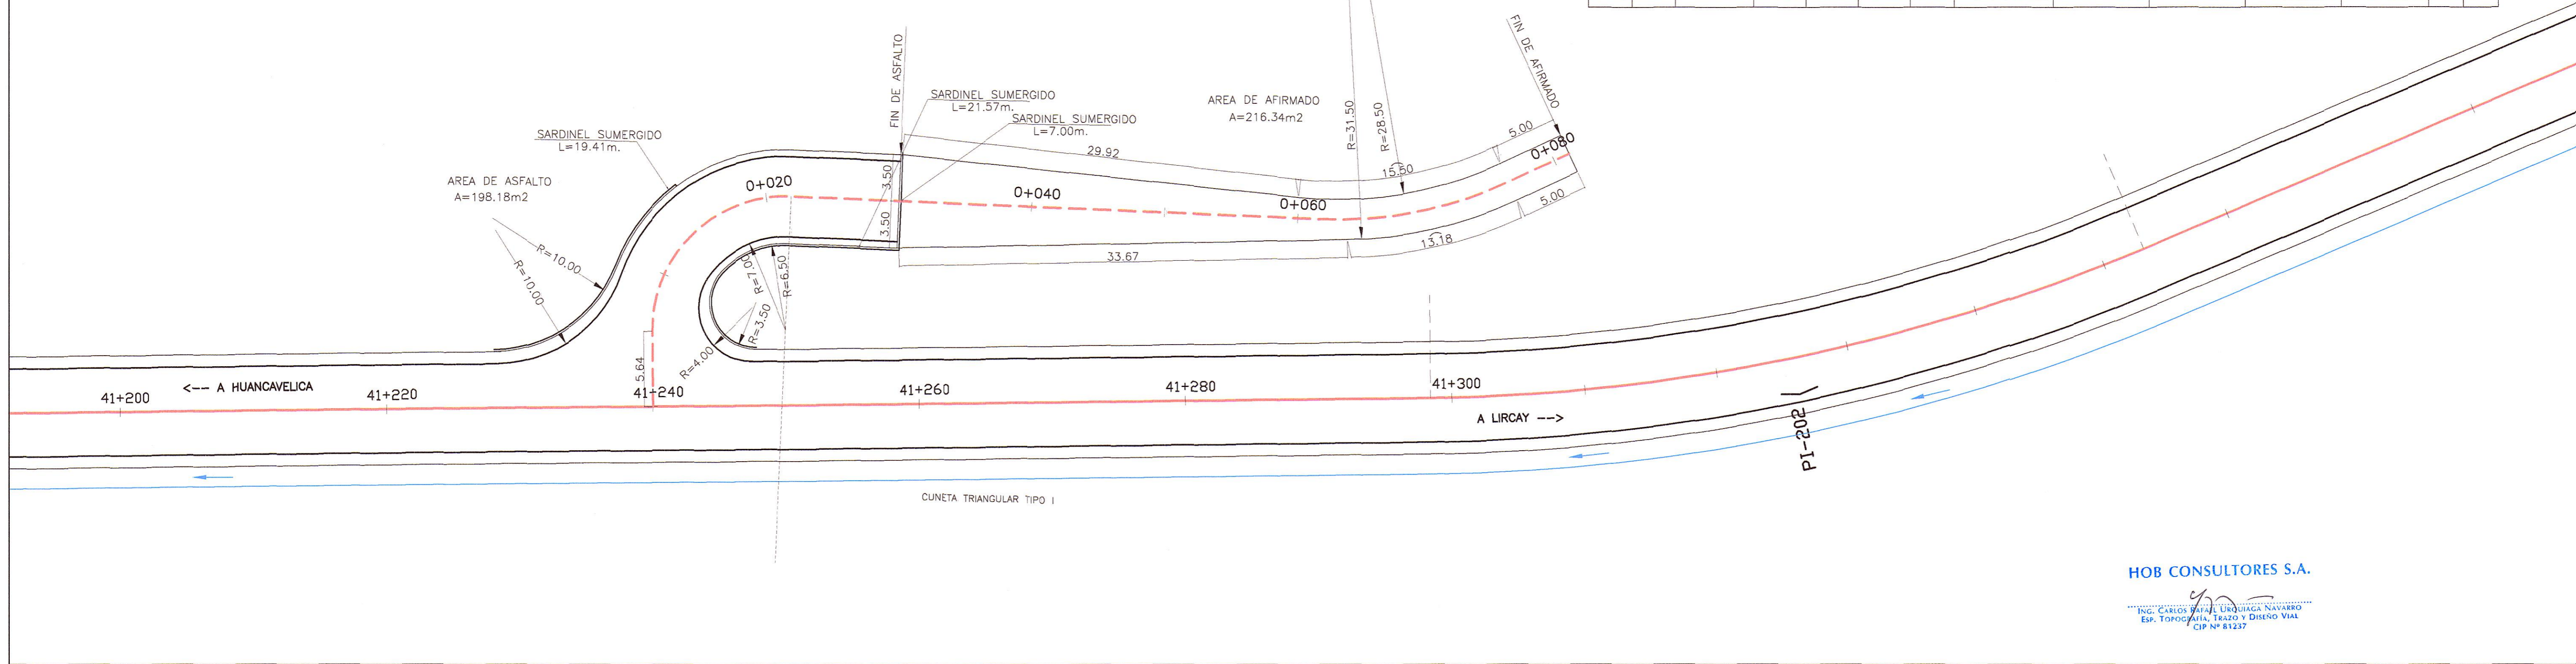 FIN DE AFIRMADO
FIN DE ASFALTO
SARDINEL SUMERGIDO
L=21.57m.
SARDINEL SUMERGIDO
L=7.00m.
AREA DE AFIRMADO
A=216.34m2
R=31.50
R=28.50
5.00
0+080
SARDINEL SUMERGIDO
L=19.41m.
29.92
15.50
AREA DE ASFALTO
A=198.18m2
0+020
3.50
0+040
0+060
5.00
3.50
13.18
33.67
R=10.00
R=10.00
R=7.00
R=6.50
R=3.50
R=4.00
5.64
<-- A HUANCAVELICA
41+200
41+220
41+240
41+260
41+280
41+300
A LIRCAY -->
PI-202
CUNETA TRIANGULAR TIPO I
HOB CONSULTORES S.A.
ING. CARLOS RAFAEL URQUIAGA NAVARRO
ESP. TOPOGRAFÍA, TRAZO Y DISEÑO VIAL
CIP Nº 81237